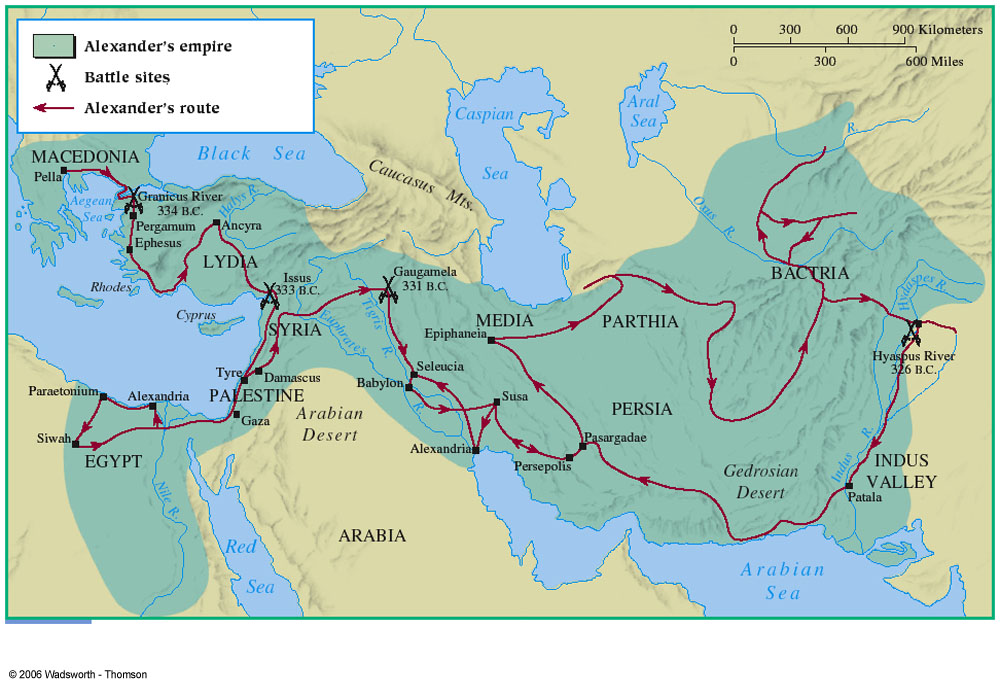 Alexander's empire
Battle sites
Alexander's route
0 300 600 900 Kilometers
0 300 600 Miles
Caspian
Sea
Aral
Sea
R.
MACEDONIA
Pella
Black Sea
Caucasus Mts.
Aegean
Sea
Granicus River
334 B.C.
Halys R.
Pergamum
Ephesus
Ancyra
LYDIA
Rhodes
Oxus
R.
Issus
333 B.C.
Gaugamela
331 B.C.
BACTRIA
Hydaspes R.
Cyprus
SYRIA
Euphrates
Tigris R.
R.
Epiphaneia
MEDIA
PARTHIA
Hyaspus River
326 B.C.
Tyre
Damascus
Seleucia
Babylon
Paraetonium
Alexandria
PALESTINE
Gaza
Arabian
Desert
Susa
PERSIA
Siwah
EGYPT
Alexandria
Persepolis
Pasargadae
Gedrosian
Desert
Indus R.
INDUS
VALLEY
Patala
Nile R.
ARABIA
Red
Sea
Arabian
Sea
© 2006 Wadsworth - Thomson